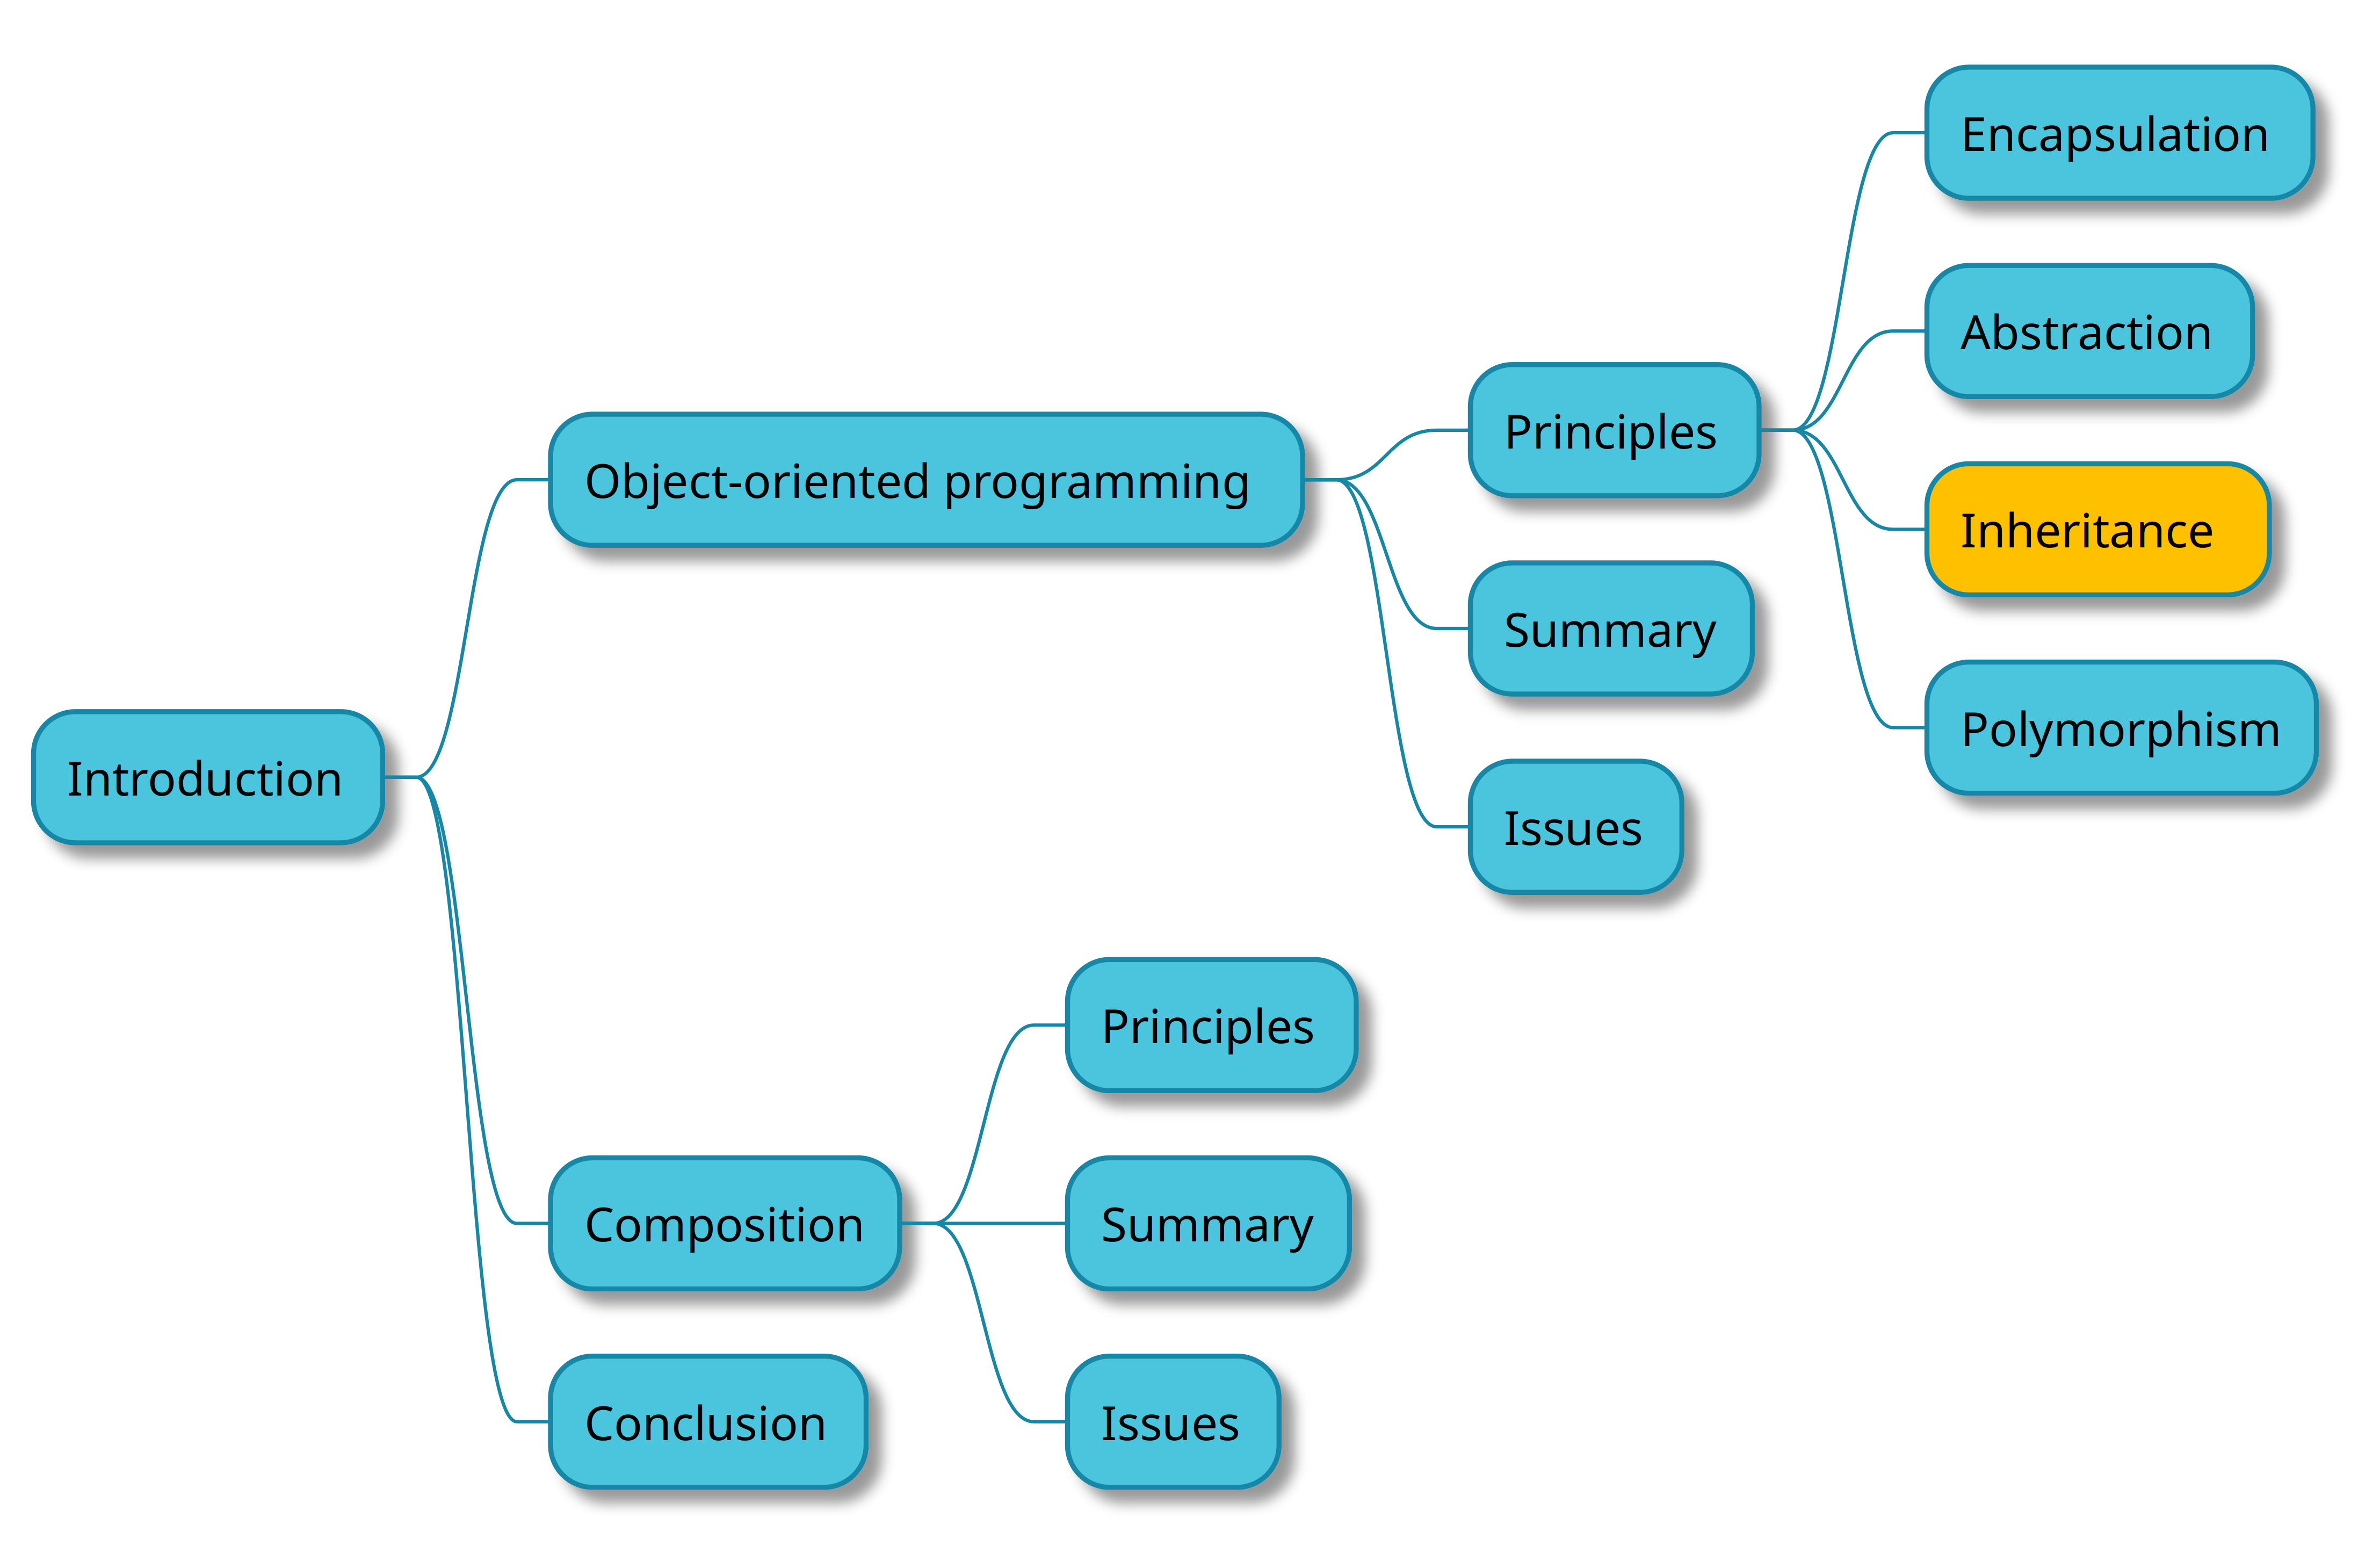 Introduction
Object-oriented programming
Principles
Encapsulation
Abstraction
Inheritance
Polymorphism
Summary
Issues
Composition
Principles
Summary
Issues
Conclusion